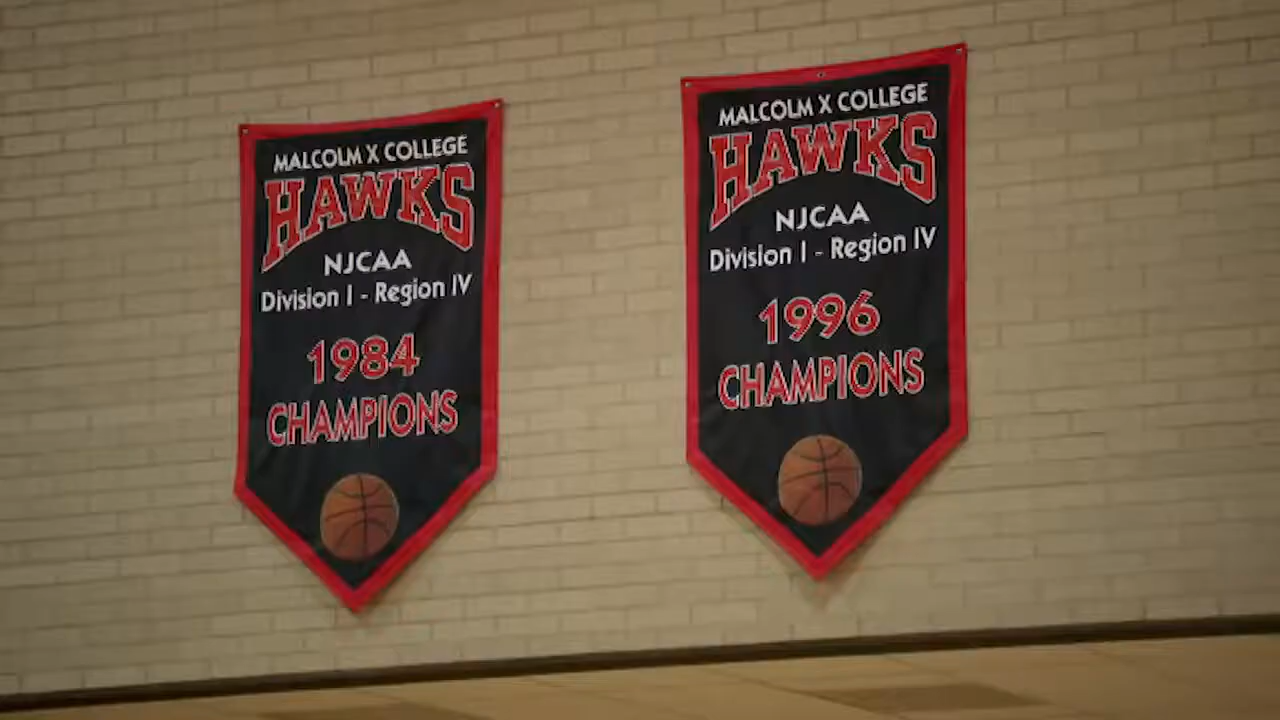 MALCOLM X COLLEGE
HAWKS
NJCAA
Division I - Region IV
1984
CHAMPIONS
MALCOLM X COLLEGE
HAWKS
NJCAA
Division I - Region IV
1996
CHAMPIONS